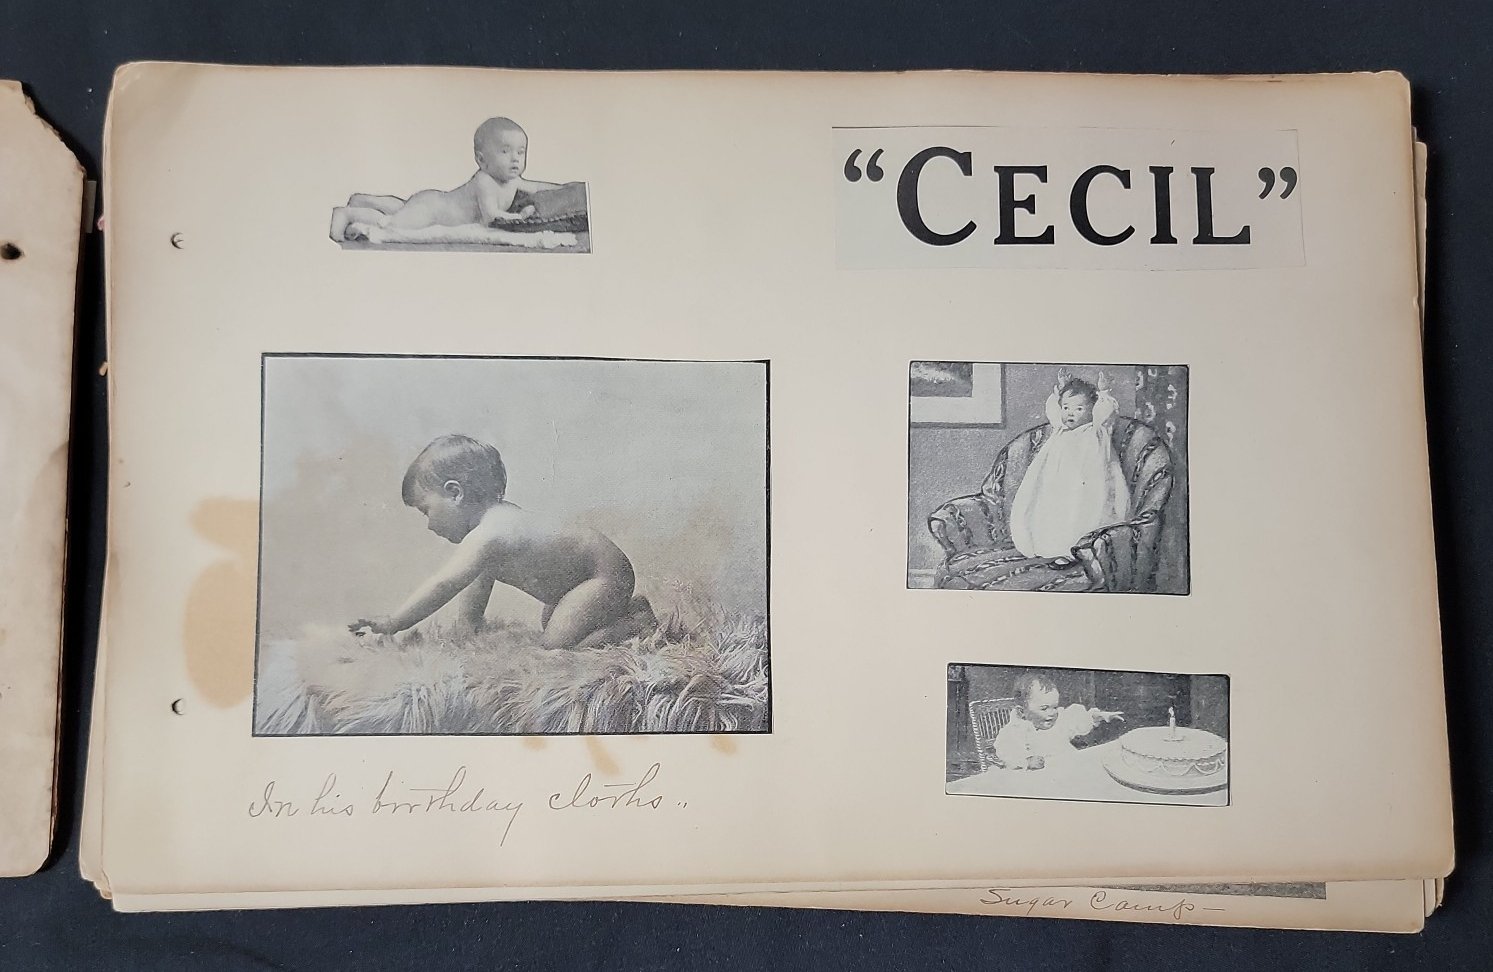 “CECIL”
In his birthday cloths..
Sugar Camp—